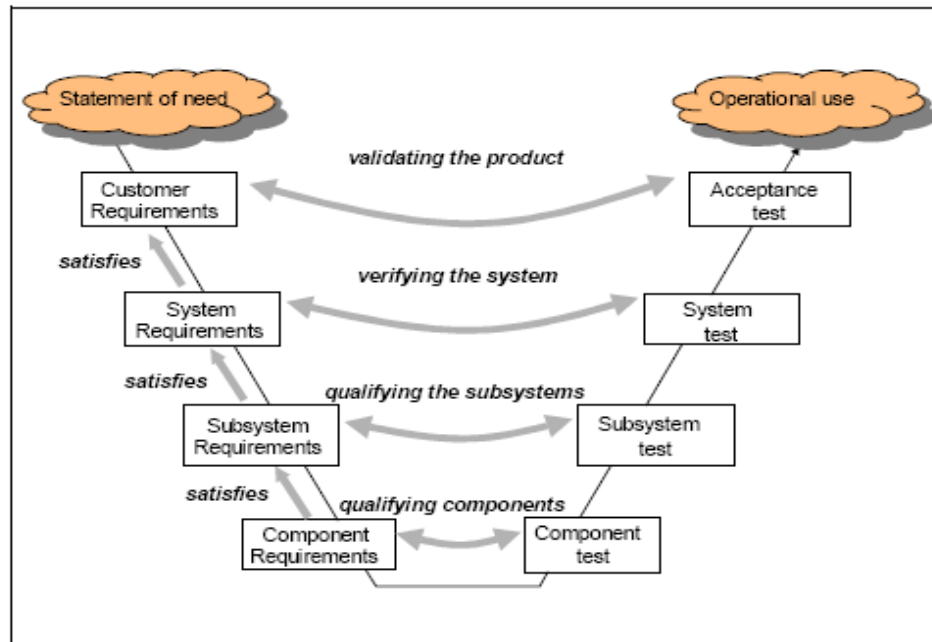 Statement of need
Operational use
validating the product
Customer
Requirements
Acceptance
test
satisfies
verifying the system
System
Requirements
System
test
satisfies
qualifying the subsystems
Subsystem
Requirements
Subsystem
test
satisfies
qualifying components
Component
Requirements
Component
test